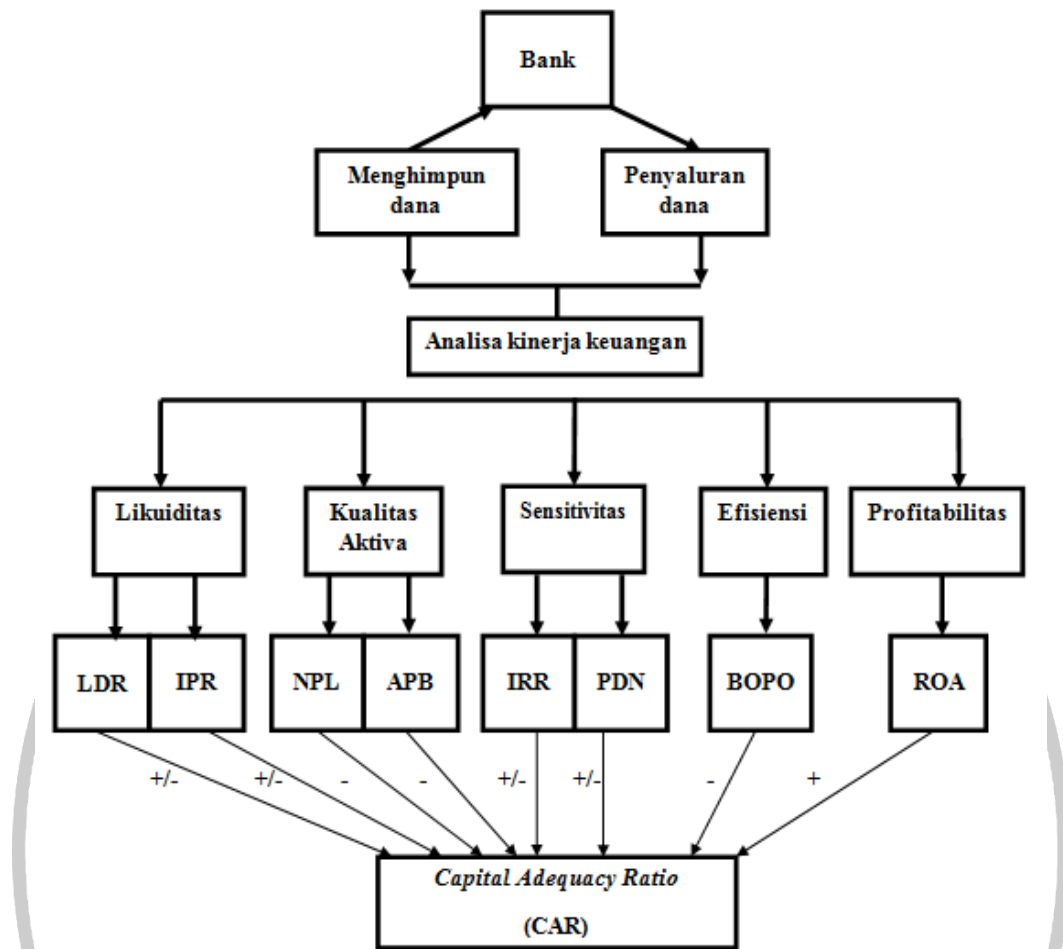 Bank
Menghimpun
dana
Penyaluran
dana
Analisa kinerja keuangan
Likuiditas
Kualitas
Aktiva
Sensitivitas
Efisiensi
Profitabilitas
LDR
IPR
NPL
APB
IRR
PDN
BOPO
ROA
+/-
+/-
-
-
+/-
+/-
-
+
Capital Adequacy Ratio
(CAR)